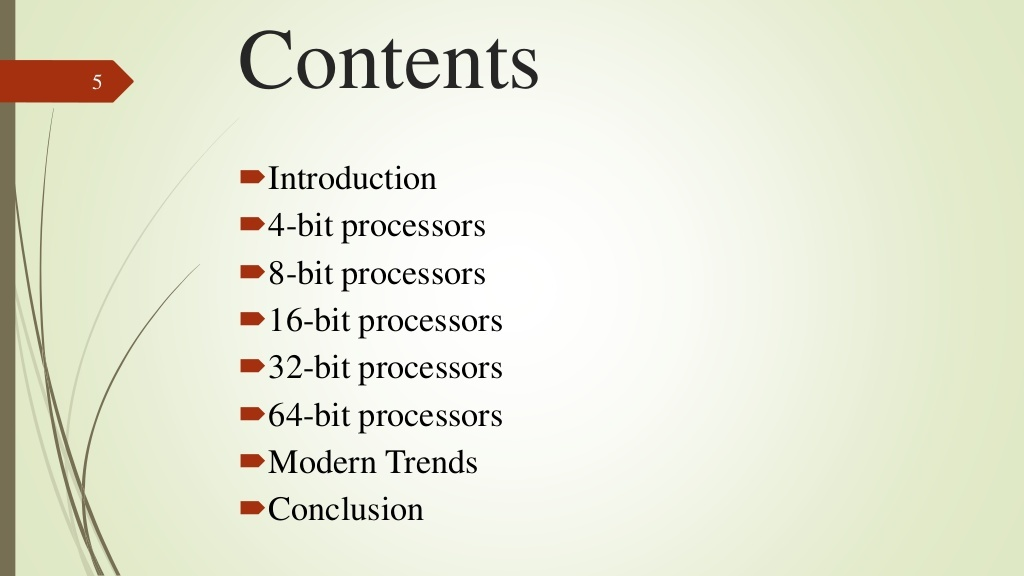 Contents
5
Introduction
4-bit processors
8-bit processors
16-bit processors
32-bit processors
64-bit processors
Modern Trends
Conclusion